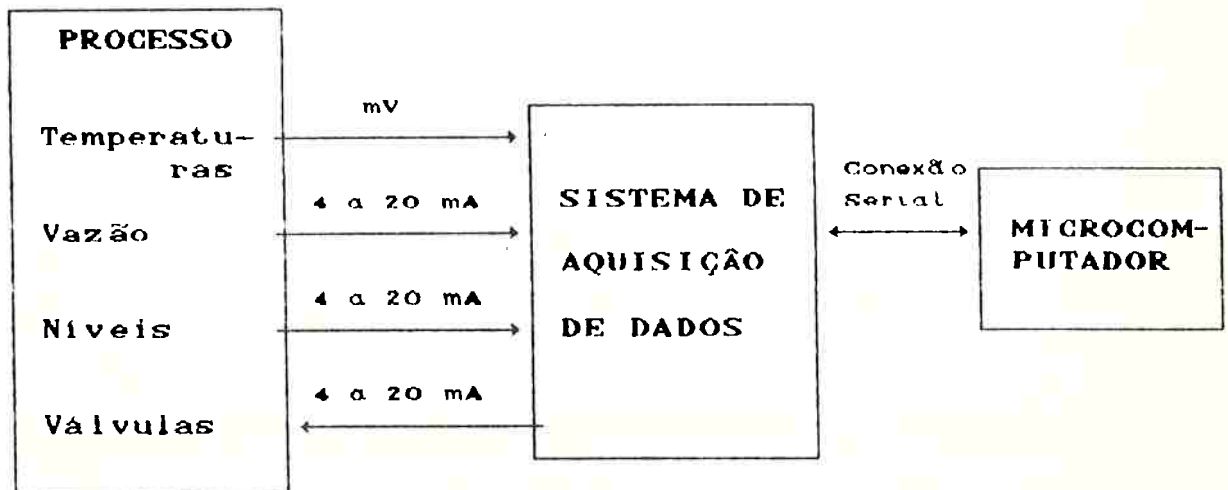 PROCESSO
Temperatu-
ras
mV
Vazão
4 a 20 mA
Níveis
4 a 20 mA
Válvulas
4 a 20 mA
SISTEMA DE
AQUISIÇÃO
DE DADOS
Conexão
Serial
MICROCOM-
PUTADOR